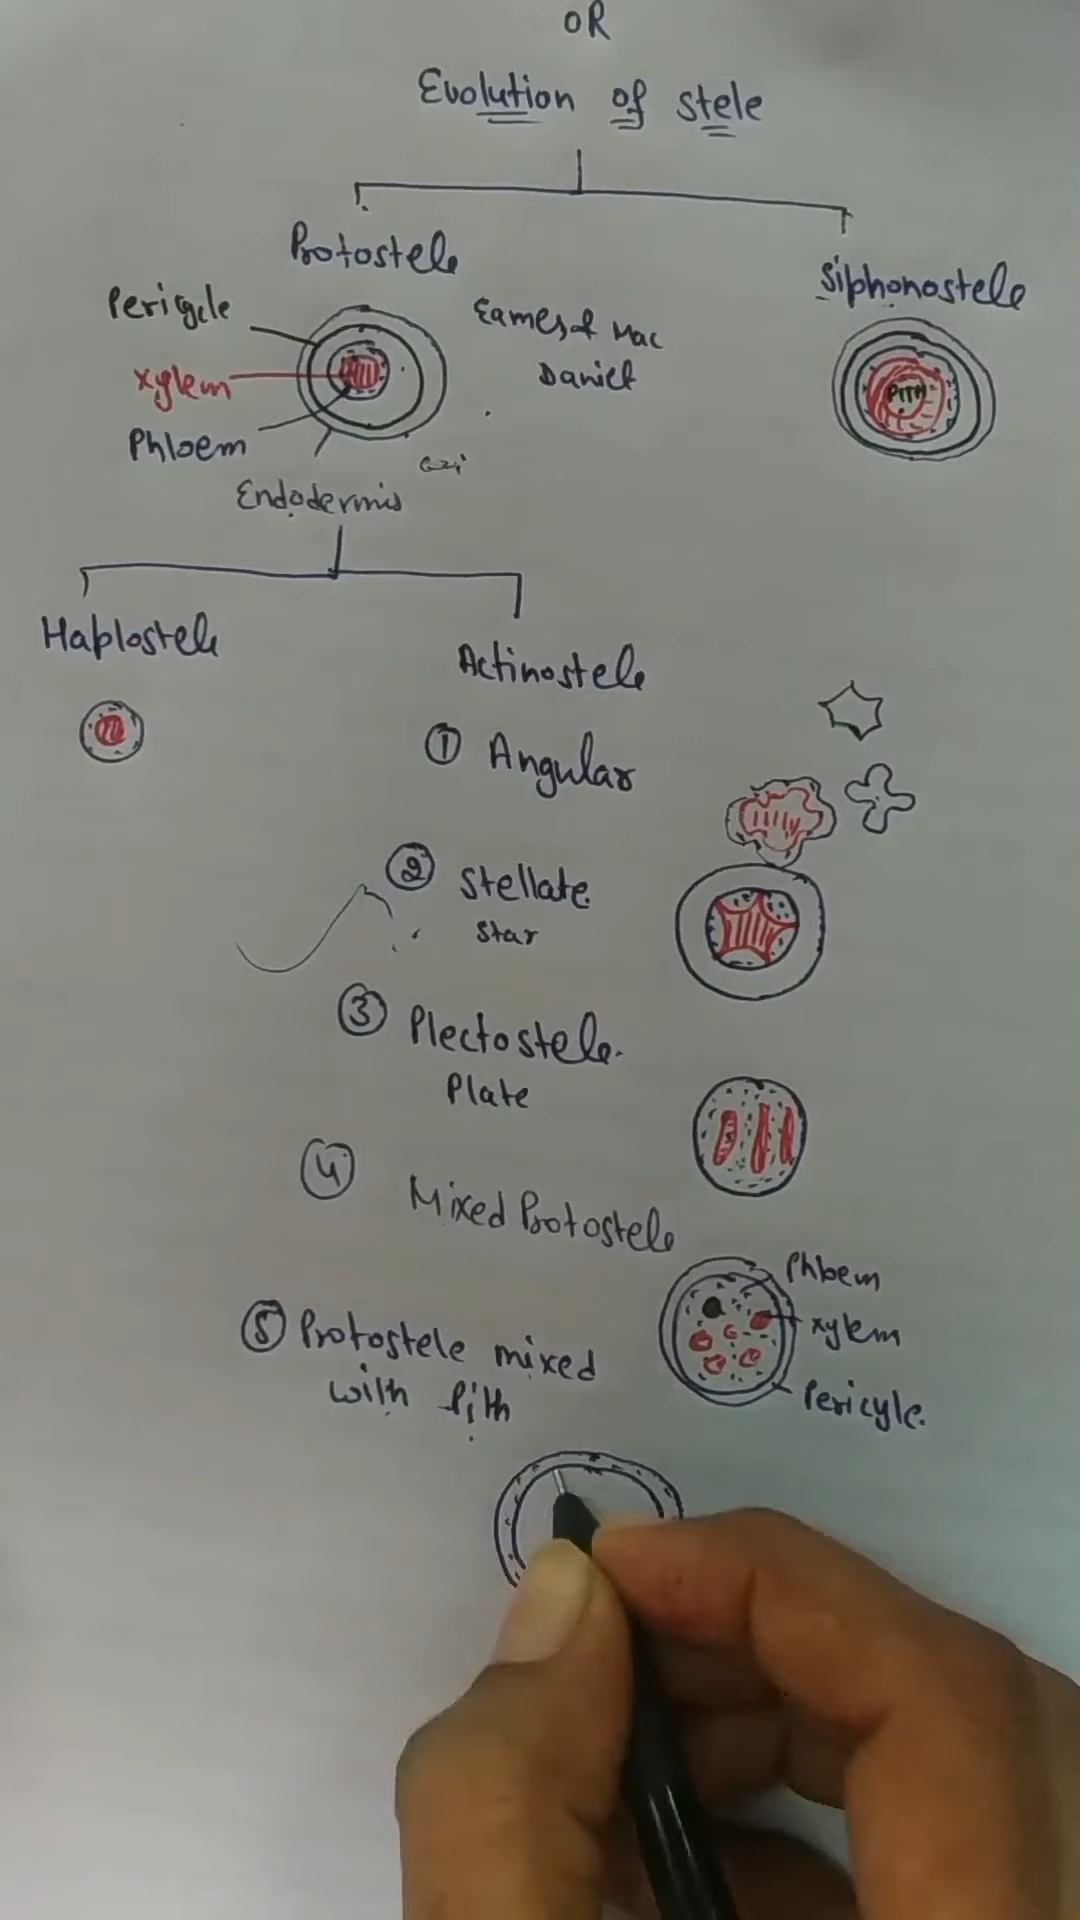 OR
Evolution of stele
Protostele
Siphonostele
Pericycle
Eames & Mac
Daniel
xylem
PITH
Phloem
Endodermis
Haplostele
Actinostele
① Angular
② Stellate
Star
③ Plectostele
Plate
④ Mixed Protostele
Phloem
xylem
Pericyle
⑤ Protostele mixed
with Pith